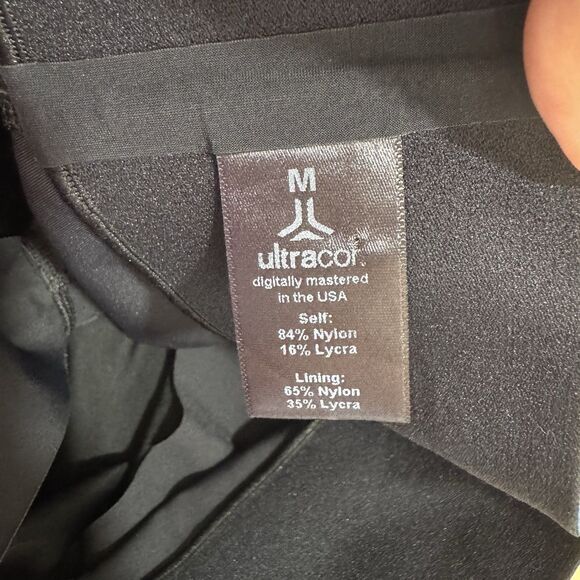 M
ultracor.
digitally mastered
in the USA
Self:
84% Nylon
16% Lycra
Lining:
65% Nylon
35% Lycra